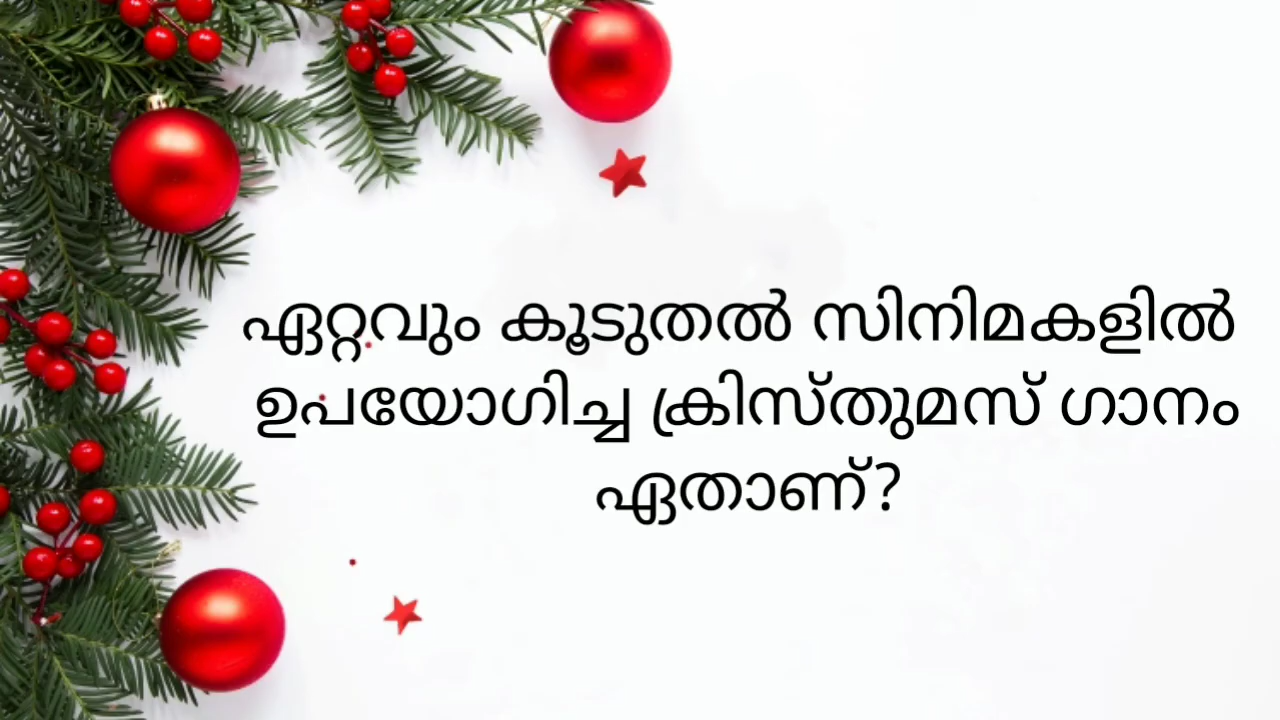 ഏറ്റവും കൂടുതൽ സിനിമകളിൽ
ഉപയോഗിച്ച ക്രിസ്തുമസ് ഗാനം
ഏതാണ്?